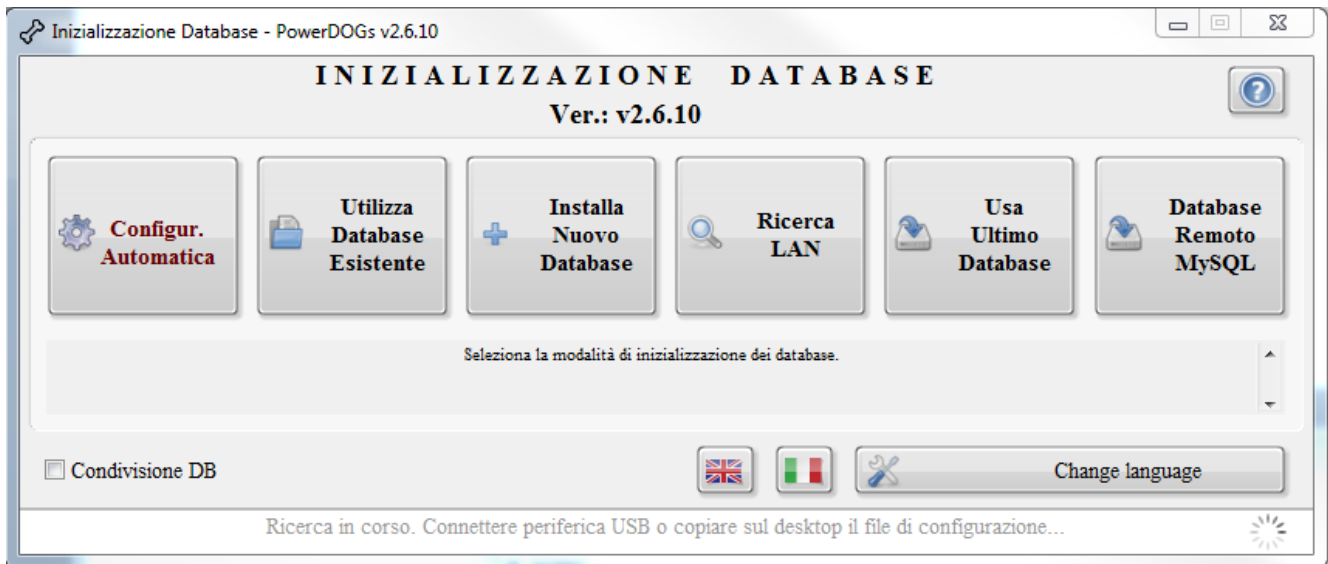 Inizializzazione Database - PowerDOGs v2.6.10
INIZIALIZZAZIONE DATABASE
Ver.: v2.6.10
Configur.
Automatica
Utilizza
Database
Esistente
Installa
Nuovo
Database
Ricerca
LAN
Usa
Ultimo
Database
Database
Remoto
MySQL
Seleziona la modalità di inizializzazione dei database.
Condivisione DB
Change language
Ricerca in corso. Connettere periferica USB o copiare sul desktop il file di configurazione...